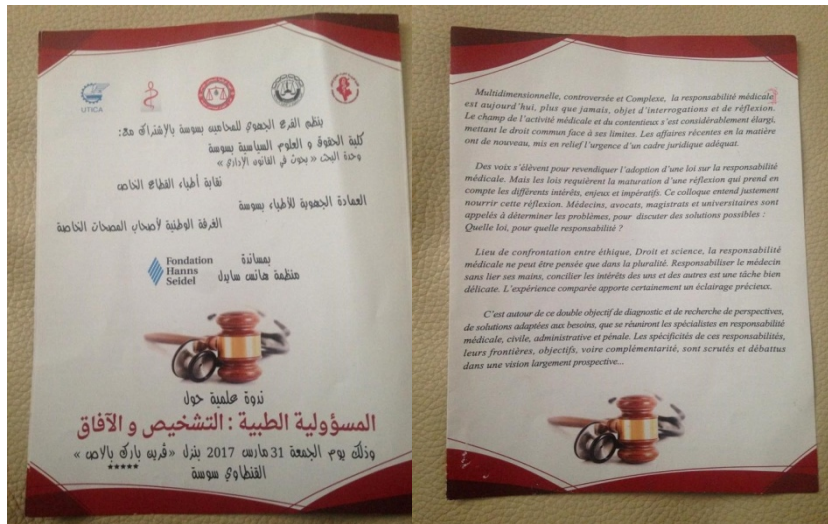 UTICA
ينظم الفرع الجهوي للمحامين بسوسة بالإشتراك مع:
كلية الحقوق و العلوم السياسية بسوسة
وحدة البحث « بحوث في القانون الإداري »
نقابة أطباء القطاع الخاص
العمادة الجهوية للأطباء بسوسة
الغرفة الوطنية لأصحاب المصحات الخاصة
بمساندة
منظمة هانس سايدل
Fondation
Hanns
Seidel
ندوة علمية حول
المسؤولية الطبية : التشخيص و الآفاق
وذلك يوم الجمعة 31 مارس 2017 بنزل « قرين بارك بالاص »
*****
القنطاوي سوسة
Multidimensionnelle, controversée et Complexe, la responsabilité médicale
est aujourd'hui, plus que jamais, objet d'interrogations et de réflexion.
Le champ de l'activité médicale et du contentieux s'est considérablement élargi,
mettant le droit commun face à ses limites. Les affaires récentes en la matière
ont de nouveau, mis en relief l'urgence d'un cadre juridique adéquat.
Des voix s'élèvent pour revendiquer l'adoption d'une loi sur la responsabilité
médicale. Mais les lois requièrent la maturation d'une réflexion qui prend en
compte les différents intérêts, enjeux et impératifs. Ce colloque entend justement
nourrir cette réflexion. Médecins, avocats, magistrats et universitaires sont
appelés à déterminer les problèmes, pour discuter des solutions possibles :
Quelle loi, pour quelle responsabilité ?
Lieu de confrontation entre éthique, Droit et science, la responsabilité
médicale ne peut être pensée que dans la pluralité. Responsabiliser le médecin
sans lier ses mains, concilier les intérêts des uns et des autres est une tâche bien
délicate. L'expérience comparée apporte certainement un éclairage précieux.
C'est autour de ce double objectif de diagnostic et de recherche de perspectives,
de solutions adaptées aux besoins, que se réuniront les spécialistes en responsabilité
médicale, civile, administrative et pénale. Les spécificités de ces responsabilités,
leurs frontières, objectifs, voire complémentarité, sont scrutés et débattus
dans une vision largement prospective...